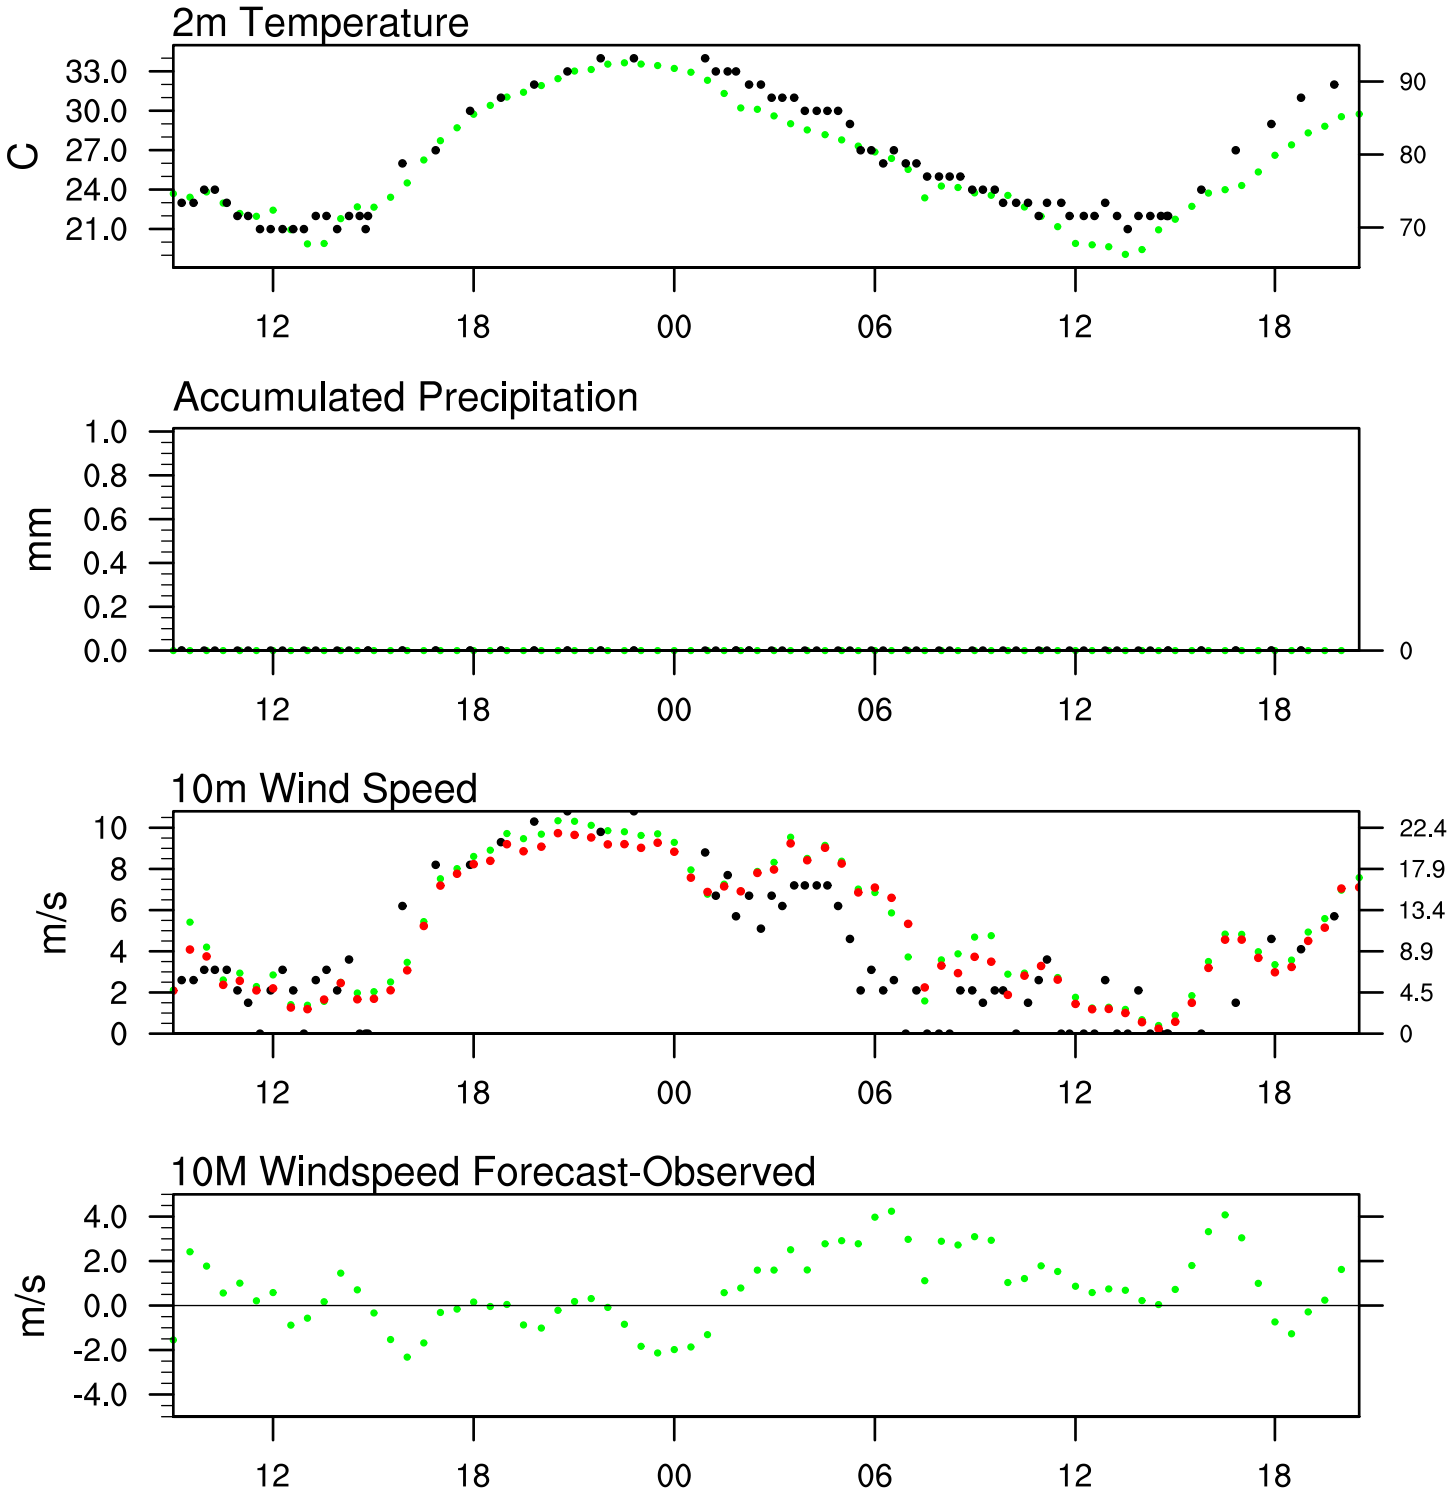 2m Temperature
33.0
30.0
27.0
24.0
21.0
C
90
80
70
12 18 00 06 12 18
Accumulated Precipitation
1.0
0.8
0.6
0.4
0.2
0.0
mm
0
12 18 00 06 12 18
10m Wind Speed
10
8
6
4
2
0
m/s
22.4
17.9
13.4
8.9
4.5
0
12 18 00 06 12 18
10M Windspeed Forecast-Observed
4.0
2.0
0.0
-2.0
-4.0
m/s
12 18 00 06 12 18